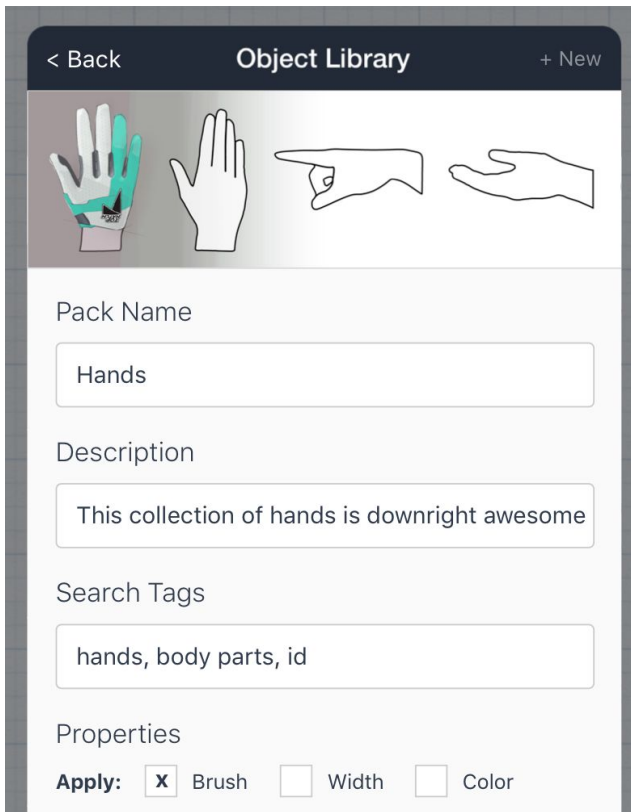 < Back Object Library + New
Pack Name
Hands
Description
This collection of hands is downright awesome
Search Tags
hands, body parts, id
Properties
Apply: X Brush Width Color